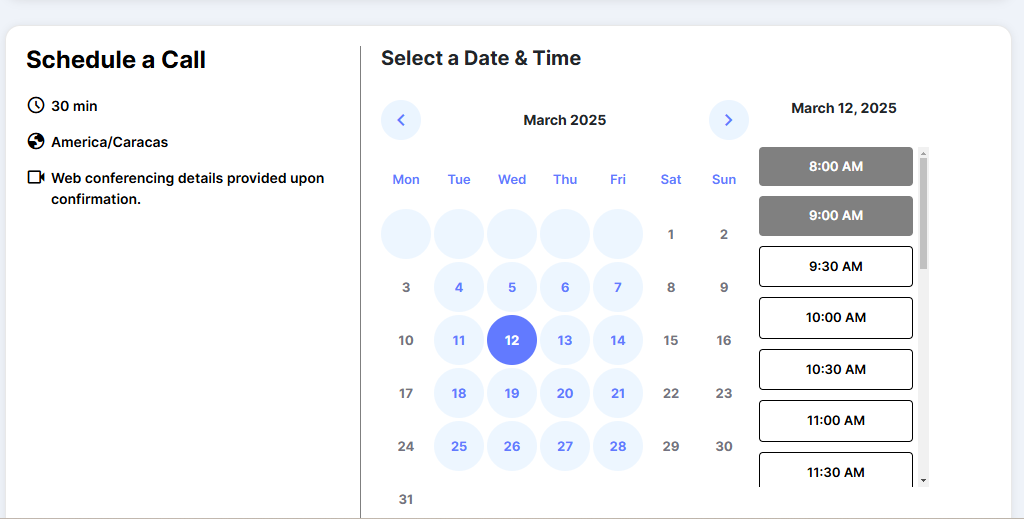 Schedule a Call
30 min
America/Caracas
Web conferencing details provided upon
confirmation.
Select a Date & Time
March 2025
Mon Tue Wed Thu Fri Sat Sun
1 2
3 4 5 6 7 8 9
10 11 12 13 14 15 16
17 18 19 20 21 22 23
24 25 26 27 28 29 30
31
March 12, 2025
8:00 AM
9:00 AM
9:30 AM
10:00 AM
10:30 AM
11:00 AM
11:30 AM